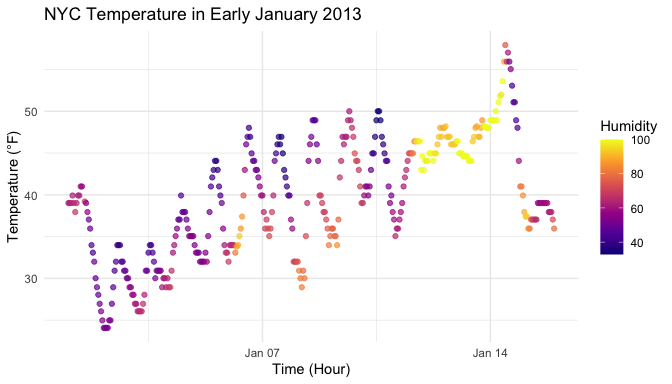 NYC Temperature in Early January 2013
Temperature (°F)
50
40
30
Jan 07
Jan 14
Time (Hour)
Humidity
100
80
60
40